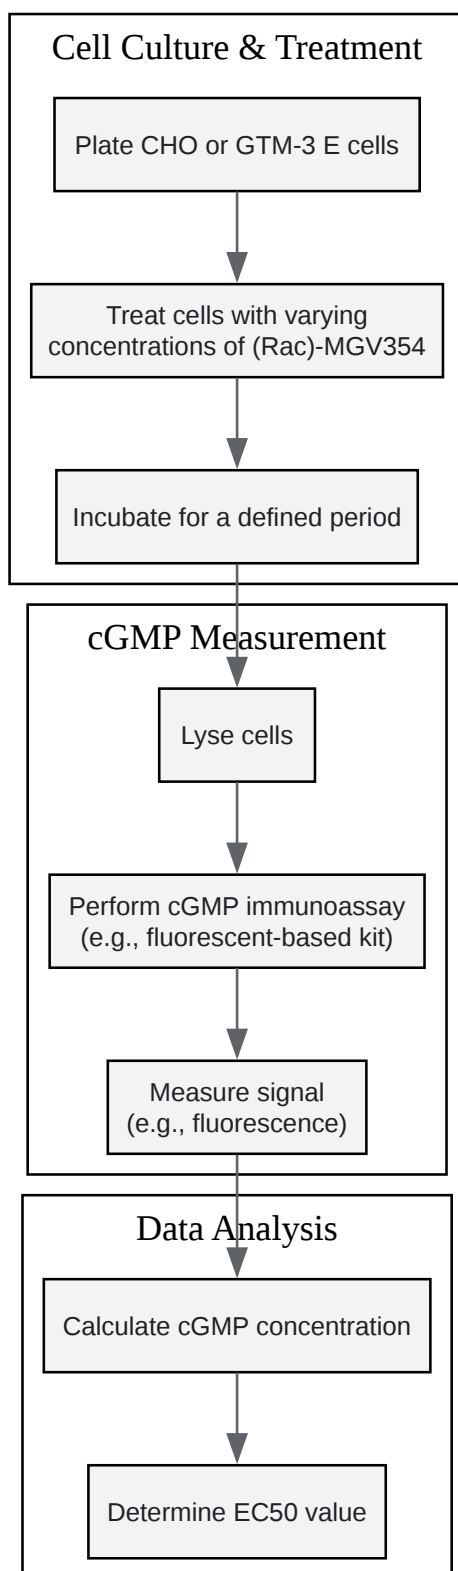 Cell Culture & Treatment
Plate CHO or GTM-3 E cells
Treat cells with varying
concentrations of (Rac)-MGV354
Incubate for a defined period
cGMP Measurement
Lyse cells
Perform cGMP immunoassay
(e.g., fluorescent-based kit)
Measure signal
(e.g., fluorescence)
Data Analysis
Calculate cGMP concentration
Determine EC50 value